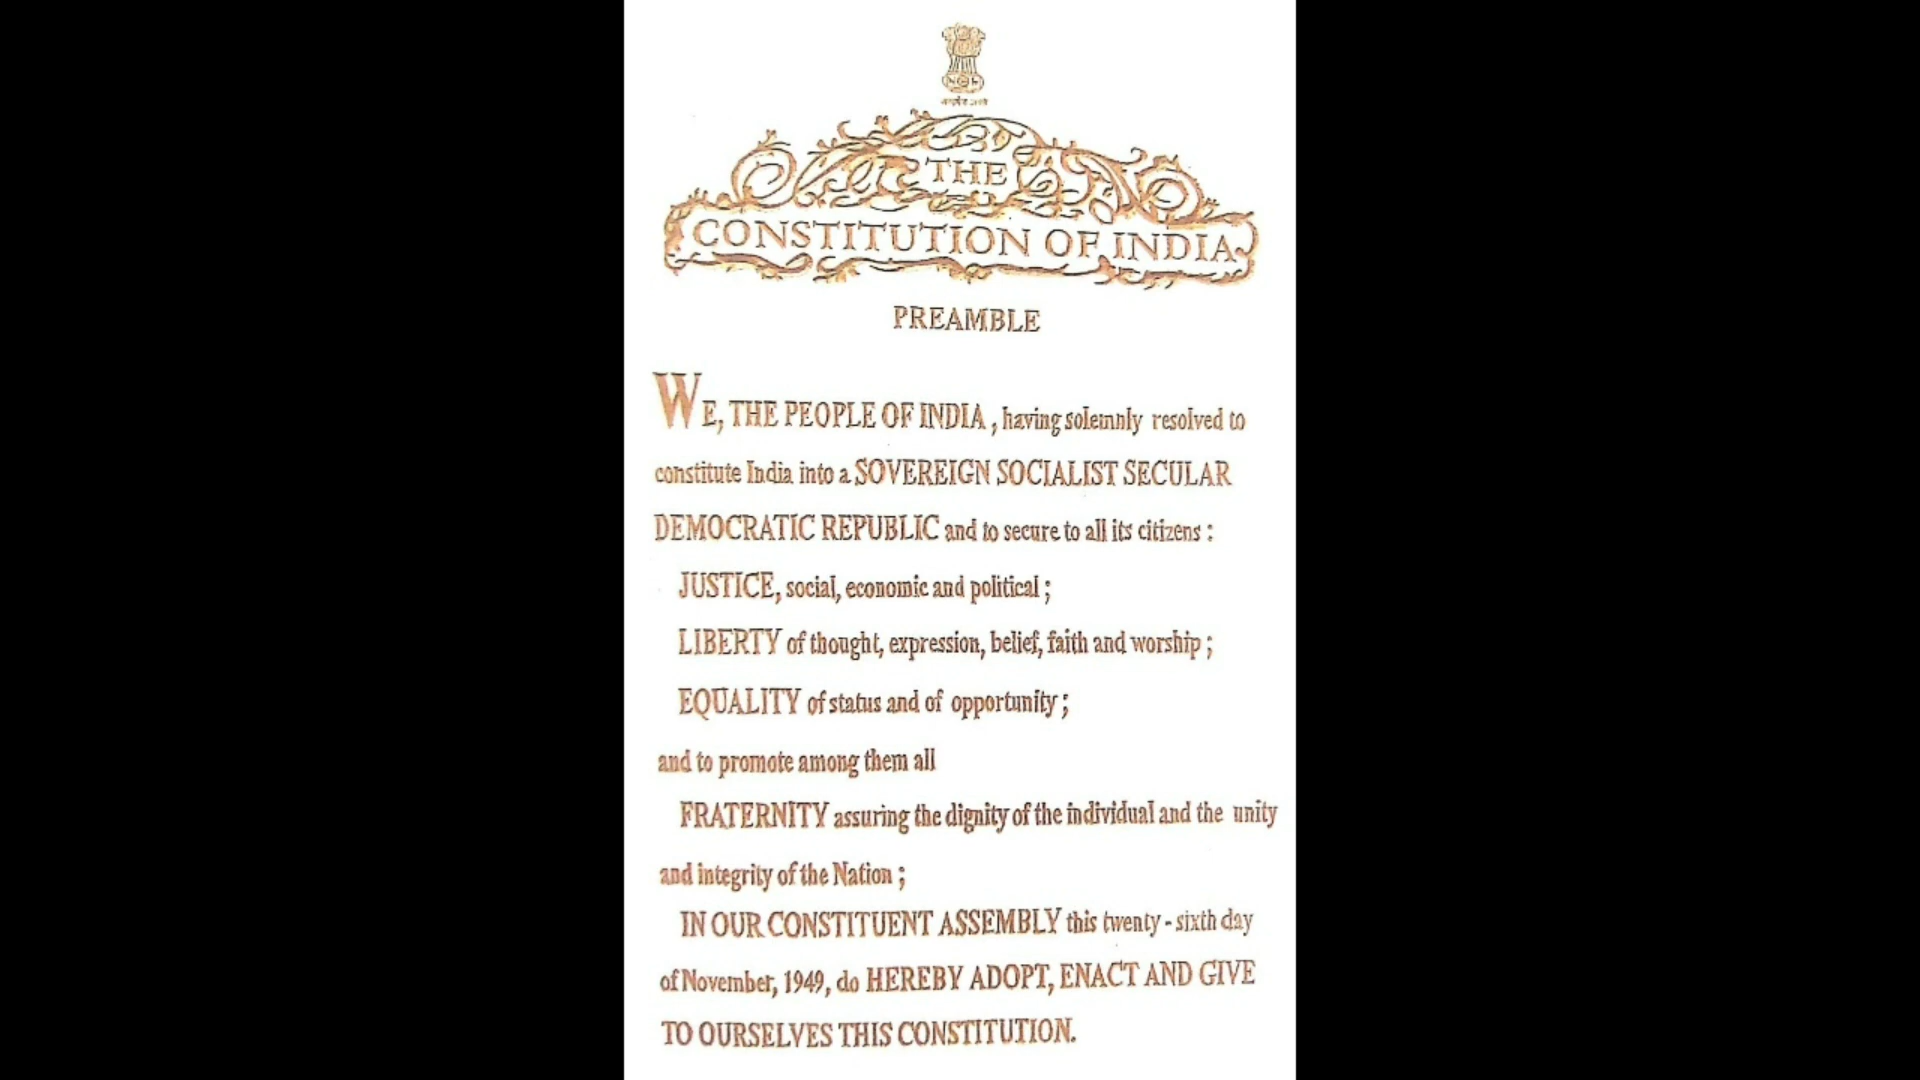 THE
CONSTITUTION OF INDIA
PREAMBLE
WE, THE PEOPLE OF INDIA , having solemnly resolved to
constitute India into a SOVEREIGN SOCIALIST SECULAR
DEMOCRATIC REPUBLIC and to secure to all its citizens :
JUSTICE, social, economic and political ;
LIBERTY of thought, expression, belief, faith and worship ;
EQUALITY of status and of opportunity ;
and to promote among them all
FRATERNITY assuring the dignity of the individual and the unity
and integrity of the Nation ;
IN OUR CONSTITUENT ASSEMBLY this twenty - sixth day
of November, 1949, do HEREBY ADOPT, ENACT AND GIVE
TO OURSELVES THIS CONSTITUTION.